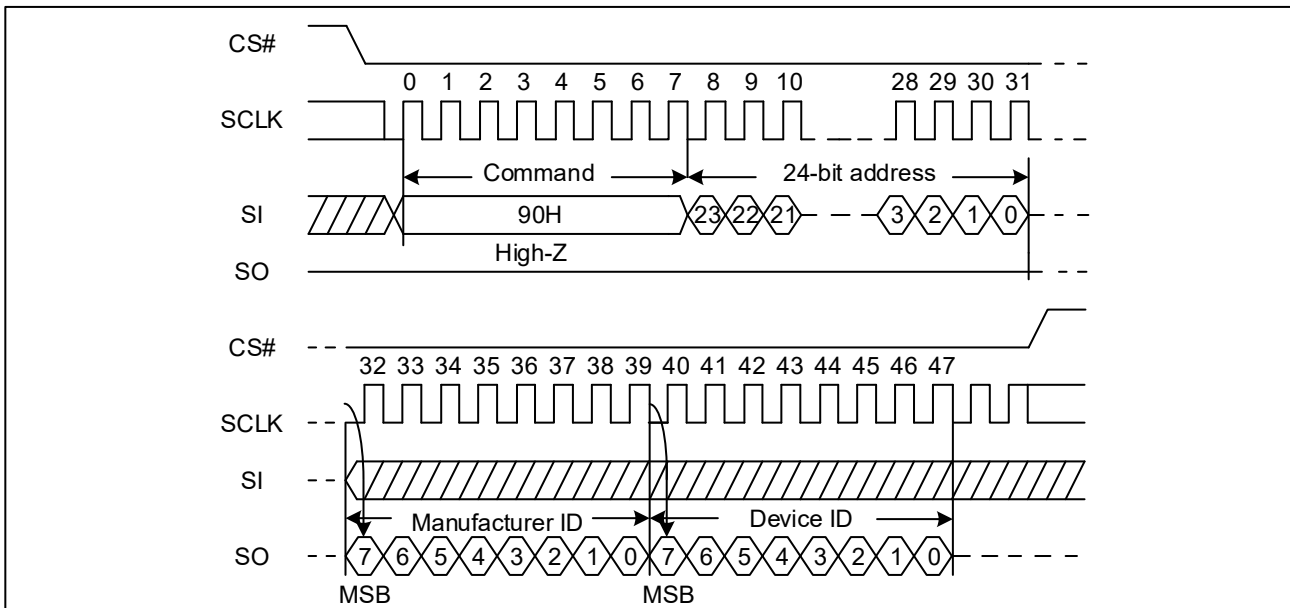 CS#
0 1 2 3 4 5 6 7 8 9 10 28 29 30 31
SCLK
Command 24-bit address
SI 90H 23 22 21 3 2 1 0
High-Z
SO
CS#
32 33 34 35 36 37 38 39 40 41 42 43 44 45 46 47
SCLK
SI
Manufacturer ID Device ID
SO 7 6 5 4 3 2 1 0 7 6 5 4 3 2 1 0
MSB MSB